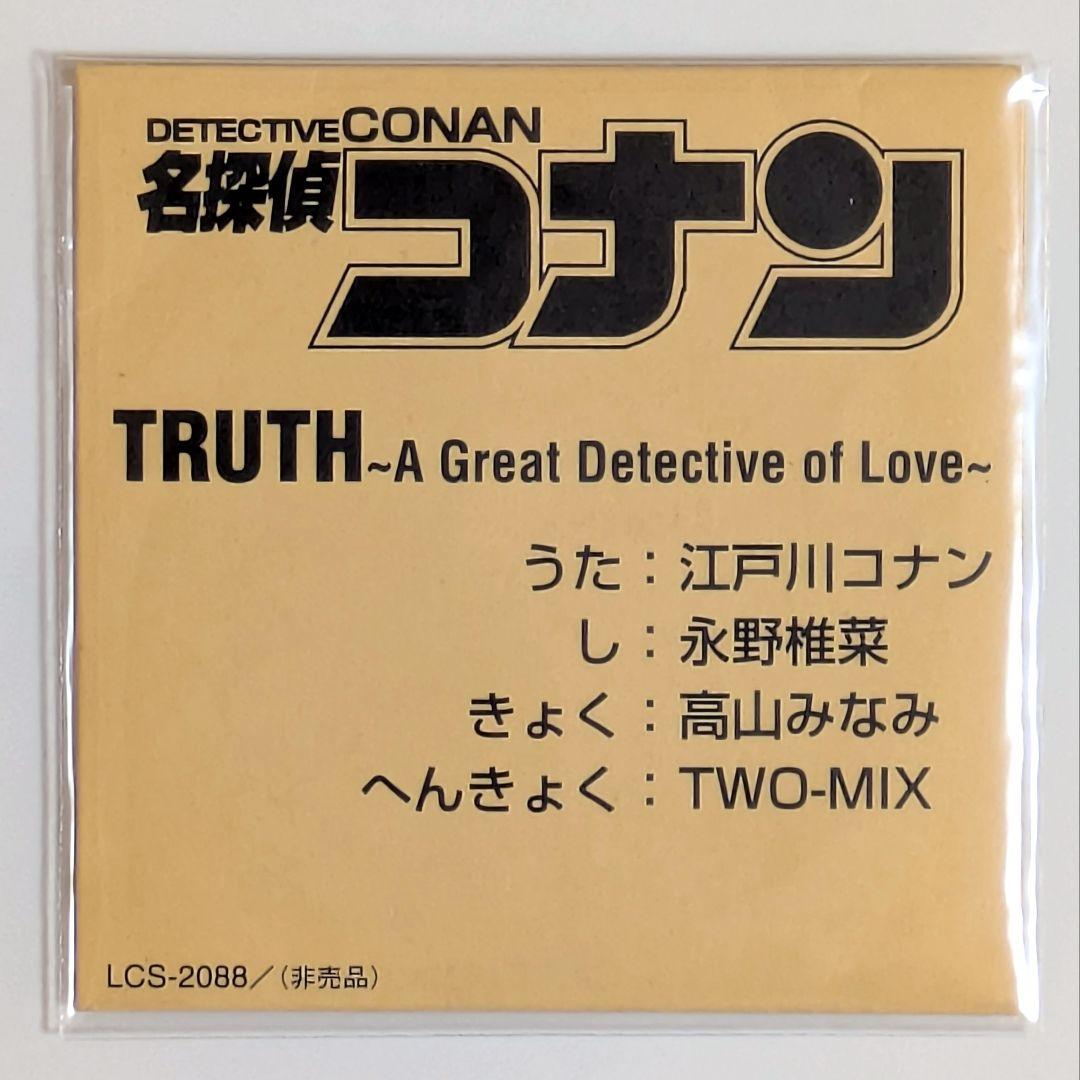 DETECTIVE CONAN
名探偵コナン
TRUTH~A Great Detective of Love~
うた：江戸川コナン
し：永野椎菜
きょく：高山みなみ
へんきょく：TWO-MIX
LCS-2088／（非売品）